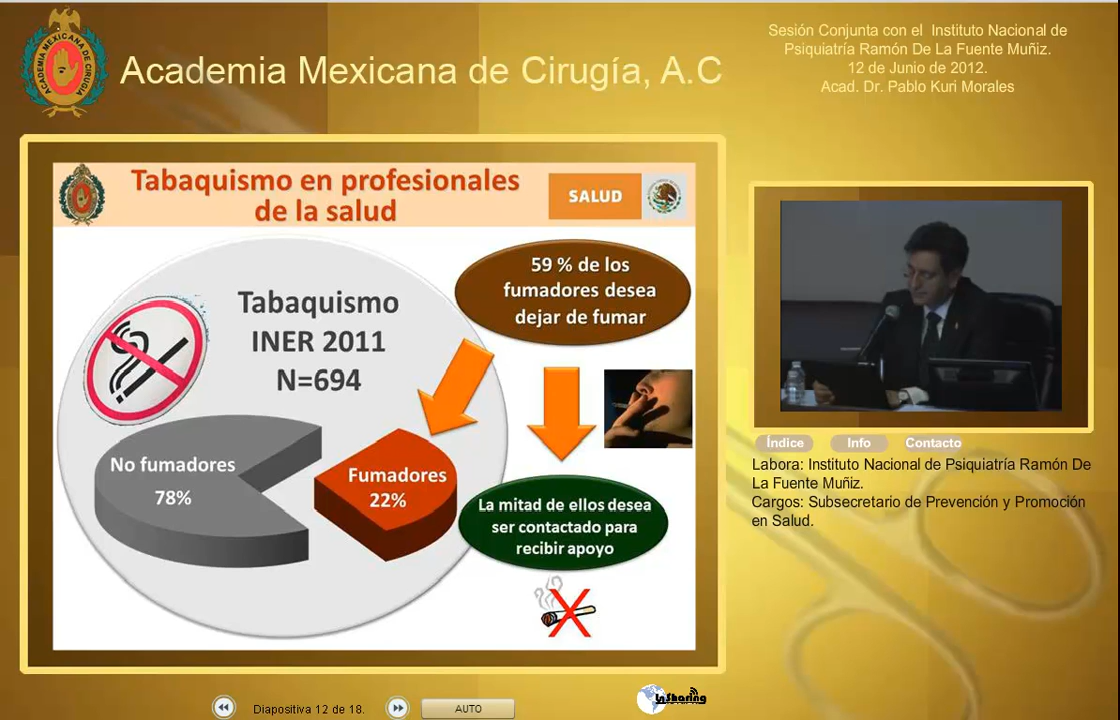 ACADEMIA MEXICANA DE CIRUGIA
Academia Mexicana de Cirugía, A.C
Sesión Conjunta con el Instituto Nacional de
Psiquiatría Ramón De La Fuente Muñiz.
12 de Junio de 2012.
Acad. Dr. Pablo Kuri Morales
Tabaquismo en profesionales
de la salud
SALUD
Tabaquismo
INER 2011
N=694
59 % de los
fumadores desea
dejar de fumar
No fumadores
78%
Fumadores
22%
La mitad de ellos desea
ser contactado para
recibir apoyo
Índice
Info
Contacto
Labora: Instituto Nacional de Psiquiatría Ramón De
La Fuente Muñiz.
Cargos: Subsecretario de Prevención y Promoción
en Salud.
Diapositiva 12 de 18.
AUTO